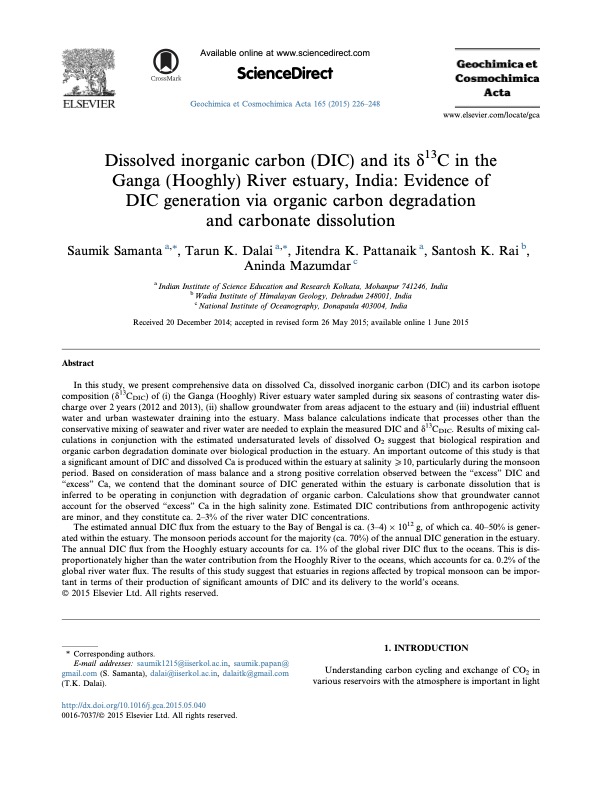 Available online at www.sciencedirect.com
CrossMark
ScienceDirect
ELSEVIER
Geochimica et Cosmochimica Acta 165 (2015) 226–248
Geochimica et
Cosmochimica
Acta
www.elsevier.com/locate/gca
Dissolved inorganic carbon (DIC) and its δ13C in the
Ganga (Hooghly) River estuary, India: Evidence of
DIC generation via organic carbon degradation
and carbonate dissolution
Saumik Samanta a,*, Tarun K. Dalai a,*, Jitendra K. Pattanaik a, Santosh K. Rai b,
Aninda Mazumdar c
a Indian Institute of Science Education and Research Kolkata, Mohanpur 741246, India
b Wadia Institute of Himalayan Geology, Dehradun 248001, India
c National Institute of Oceanography, Donapaula 403004, India
Received 20 December 2014; accepted in revised form 26 May 2015; available online 1 June 2015
Abstract
In this study, we present comprehensive data on dissolved Ca, dissolved inorganic carbon (DIC) and its carbon isotope
composition (δ13CDIC) of (i) the Ganga (Hooghly) River estuary water sampled during six seasons of contrasting water dis-
charge over 2 years (2012 and 2013), (ii) shallow groundwater from areas adjacent to the estuary and (iii) industrial effluent
water and urban wastewater draining into the estuary. Mass balance calculations indicate that processes other than the
conservative mixing of seawater and river water are needed to explain the measured DIC and δ13CDIC. Results of mixing cal-
culations in conjunction with the estimated undersaturated levels of dissolved O2 suggest that biological respiration and
organic carbon degradation dominate over biological production in the estuary. An important outcome of this study is that
a significant amount of DIC and dissolved Ca is produced within the estuary at salinity ⩾10, particularly during the monsoon
period. Based on consideration of mass balance and a strong positive correlation observed between the “excess” DIC and
“excess” Ca, we contend that the dominant source of DIC generated within the estuary is carbonate dissolution that is
inferred to be operating in conjunction with degradation of organic carbon. Calculations show that groundwater cannot
account for the observed “excess” Ca in the high salinity zone. Estimated DIC contributions from anthropogenic activity
are minor, and they constitute ca. 2–3% of the river water DIC concentrations.
The estimated annual DIC flux from the estuary to the Bay of Bengal is ca. (3–4) × 1012 g, of which ca. 40–50% is gener-
ated within the estuary. The monsoon periods account for the majority (ca. 70%) of the annual DIC generation in the estuary.
The annual DIC flux from the Hooghly estuary accounts for ca. 1% of the global river DIC flux to the oceans. This is dis-
proportionately higher than the water contribution from the Hooghly River to the oceans, which accounts for ca. 0.2% of the
global river water flux. The results of this study suggest that estuaries in regions affected by tropical monsoon can be impor-
tant in terms of their production of significant amounts of DIC and its delivery to the world’s oceans.
© 2015 Elsevier Ltd. All rights reserved.
* Corresponding authors.
E-mail addresses: saumik1215@iiserkol.ac.in, saumik.papan@
gmail.com (S. Samanta), dalai@iiserkol.ac.in, dalaitk@gmail.com
(T.K. Dalai).
http://dx.doi.org/10.1016/j.gca.2015.05.040
0016-7037/© 2015 Elsevier Ltd. All rights reserved.
1. INTRODUCTION
Understanding carbon cycling and exchange of CO2 in
various reservoirs with the atmosphere is important in light